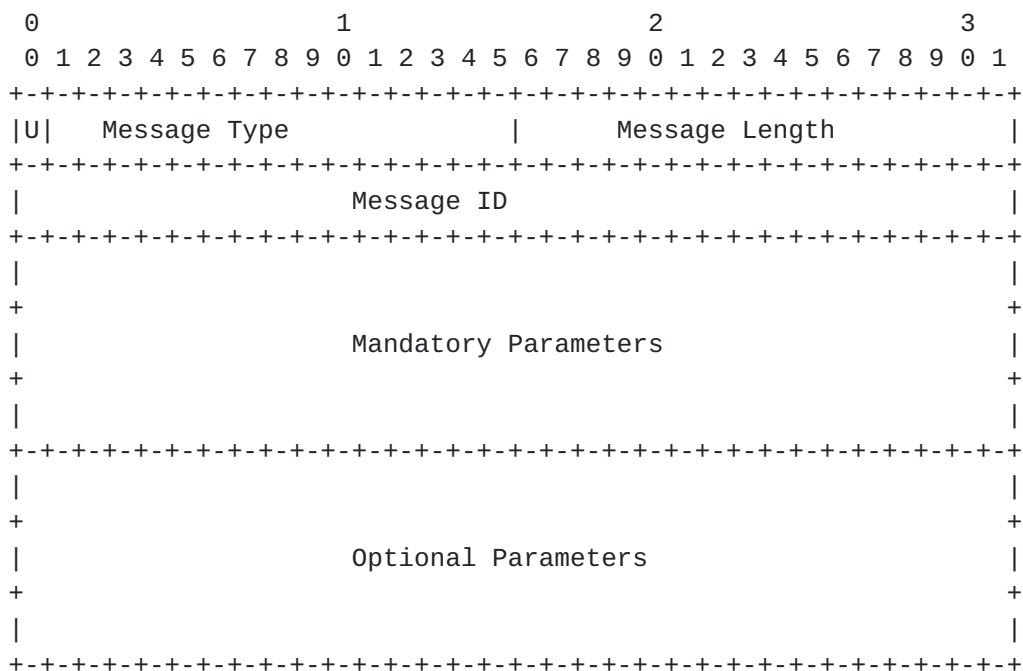 0                   1                   2                   3
 0 1 2 3 4 5 6 7 8 9 0 1 2 3 4 5 6 7 8 9 0 1 2 3 4 5 6 7 8 9 0 1
+-+-+-+-+-+-+-+-+-+-+-+-+-+-+-+-+-+-+-+-+-+-+-+-+-+-+-+-+-+-+-+-+
|U|   Message Type              |      Message Length           |
+-+-+-+-+-+-+-+-+-+-+-+-+-+-+-+-+-+-+-+-+-+-+-+-+-+-+-+-+-+-+-+-+
|                     Message ID                                |
+-+-+-+-+-+-+-+-+-+-+-+-+-+-+-+-+-+-+-+-+-+-+-+-+-+-+-+-+-+-+-+-+
|                                                               |
+                                                               +
|                     Mandatory Parameters                      |
+                                                               +
|                                                               |
+-+-+-+-+-+-+-+-+-+-+-+-+-+-+-+-+-+-+-+-+-+-+-+-+-+-+-+-+-+-+-+-+
|                                                               |
+                                                               +
|                     Optional Parameters                       |
+                                                               +
|                                                               |
+-+-+-+-+-+-+-+-+-+-+-+-+-+-+-+-+-+-+-+-+-+-+-+-+-+-+-+-+-+-+-+-+